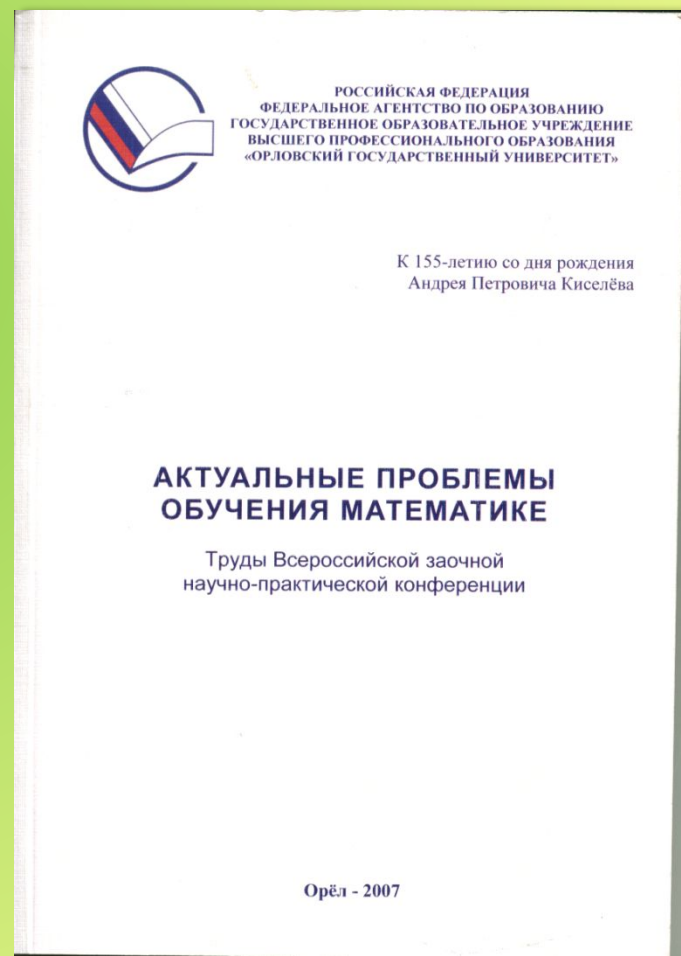 РОССИЙСКАЯ ФЕДЕРАЦИЯ
ФЕДЕРАЛЬНОЕ АГЕНТСТВО ПО ОБРАЗОВАНИЮ
ГОСУДАРСТВЕННОЕ ОБРАЗОВАТЕЛЬНОЕ УЧРЕЖДЕНИЕ
ВЫСШЕГО ПРОФЕССИОНАЛЬНОГО ОБРАЗОВАНИЯ
«ОРЛОВСКИЙ ГОСУДАРСТВЕННЫЙ УНИВЕРСИТЕТ»
К 155-летию со дня рождения
Андрея Петровича Киселёва
АКТУАЛЬНЫЕ ПРОБЛЕМЫ
ОБУЧЕНИЯ МАТЕМАТИКЕ
Труды Всероссийской заочной
научно-практической конференции
Орёл - 2007